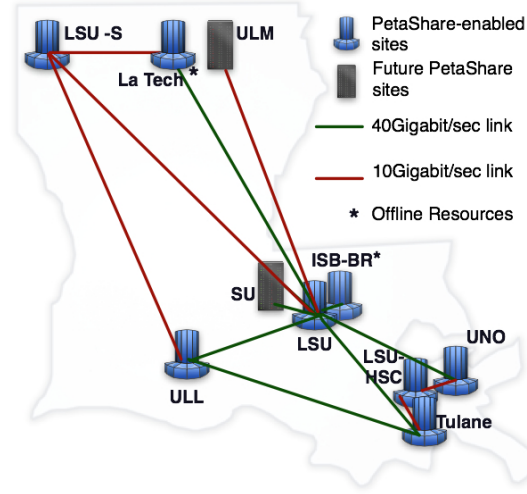 LSU -S
ULM
La Tech *
PetaShare-enabled
sites
Future PetaShare
sites
40Gigabit/sec link
10Gigabit/sec link
* Offline Resources
ISB-BR*
SU
LSU
LSU-
HSC
UNO
ULL
Tulane